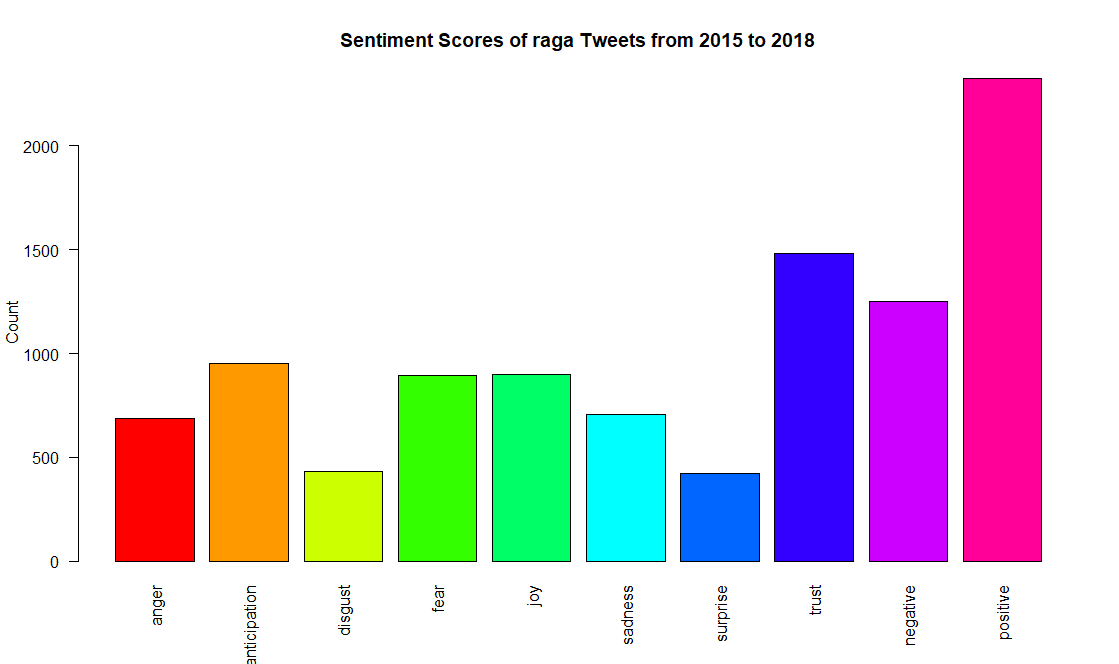 Sentiment Scores of raga Tweets from 2015 to 2018
Count
2000
1500
1000
500
0
anger
anticipation
disgust
fear
joy
sadness
surprise
trust
negative
positive